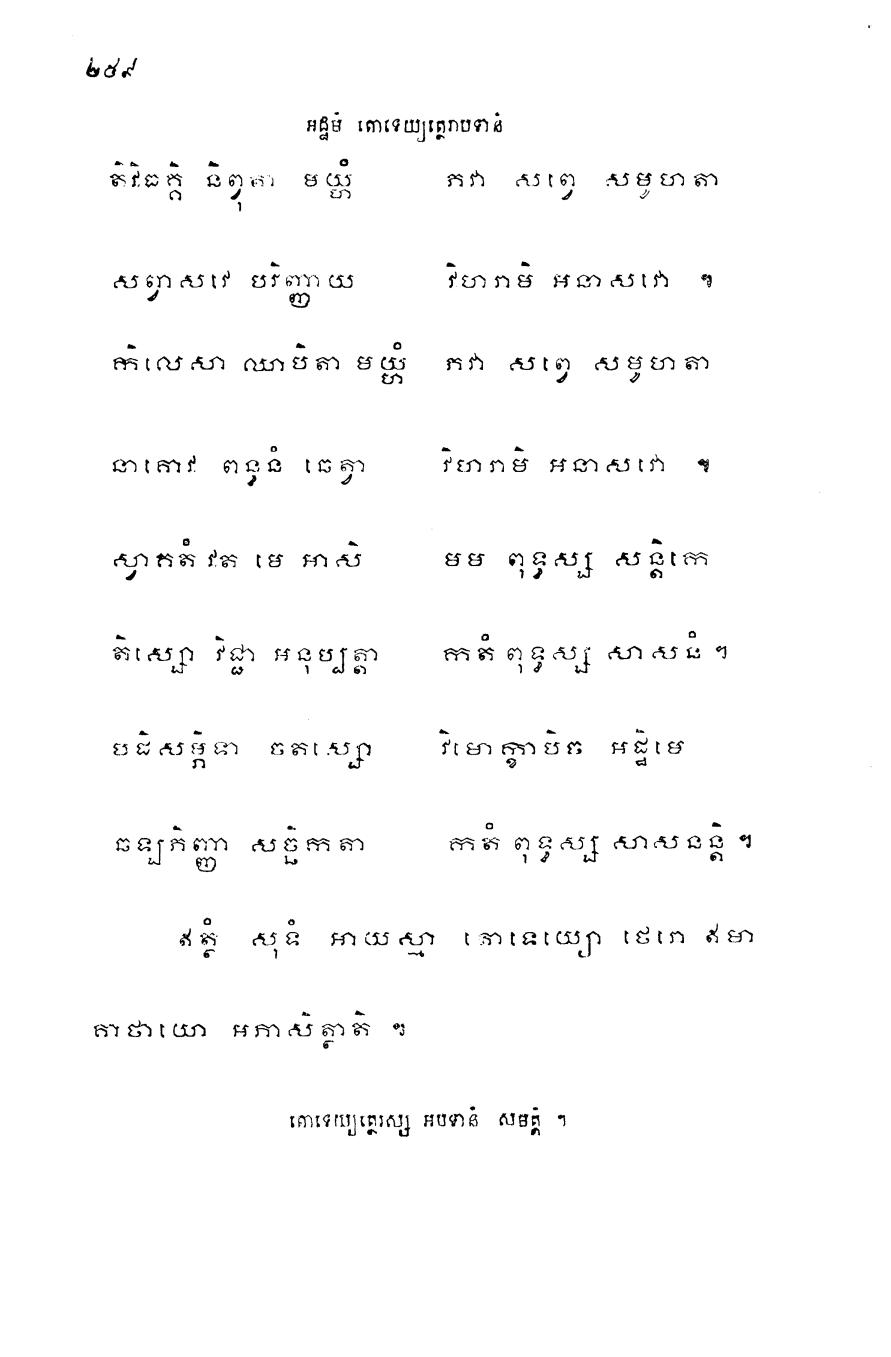 ២៥៩
អដ្ឋមំ តោទេយ្យត្ថេរាបទានំ
តិវិធគ្គិ និព្វុតា មយ្ហំ ភវា សព្វេ សមូហតា
សព្វាសវេ បរិញ្ញាយ វិហរាមិ អនាសវោ ។
កិលេសា ឈាបិតា មយ្ហំ ភវា សព្វេ សមូហតា
នាគោវ ពន្ធនំ ឆេត្វា វិហរាមិ អនាសវោ ។
ស្វាគតំ វត មេ អាសិ មម ពុទ្ធស្ស សន្តិកេ
តិស្សោ វិជ្ជា អនុប្បត្តា កតំ ពុទ្ធស្ស សាសនំ ។
បដិសម្ភិទា ចតស្សោ វិមោក្ខាបិច អដ្ឋិមេ
ឆឡភិញ្ញា សច្ឆិកតា កតំ ពុទ្ធស្ស សាសនន្តិ ។
ឥត្ថំ សុទំ អាយស្មា តោទេយ្យោ ថេរោ ឥមា
គាថាយោ អភាសិត្ថាតិ ។
តោទេយ្យត្ថេរស្ស អបទានំ សមត្តំ ។